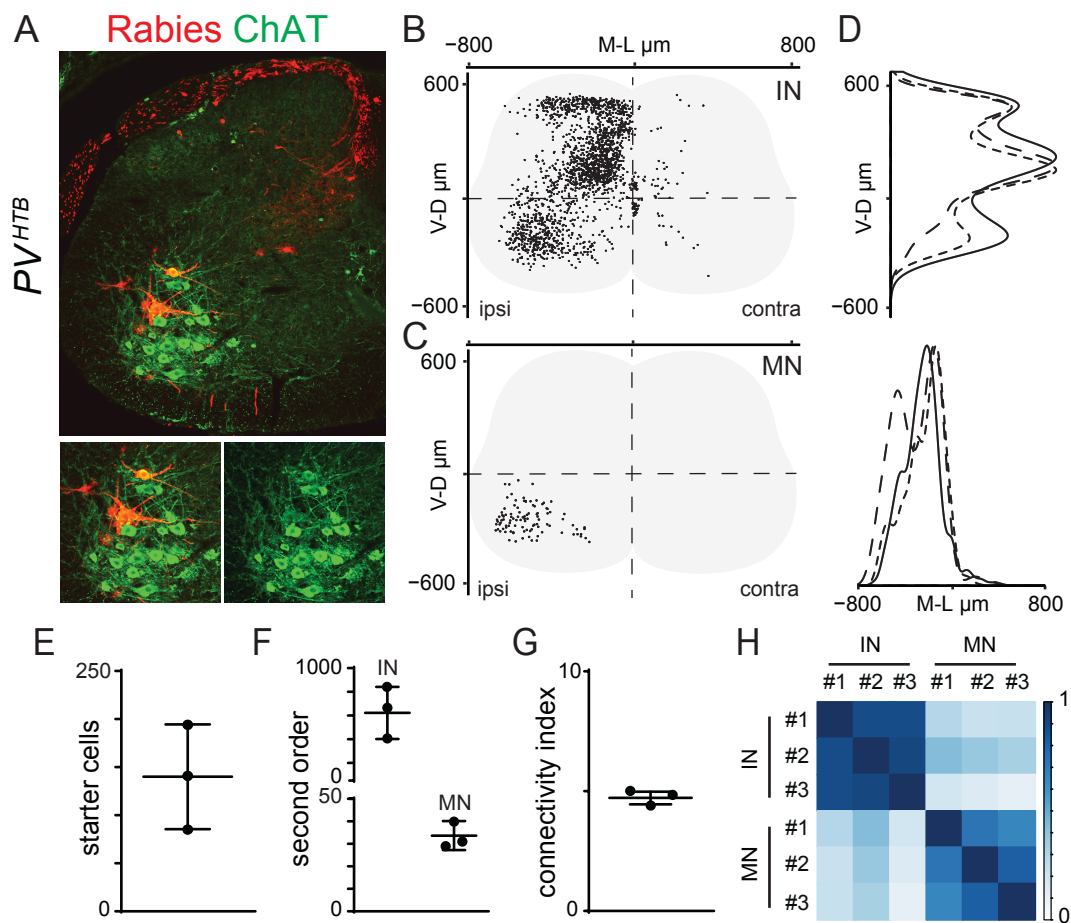 A
Rabies ChAT
PV^HTB
B
−800 M-L µm 800
600
V-D µm
−600
IN
ipsi contra
C
600
V-D µm
−600
MN
ipsi contra
D
600
V-D µm
−600
−800 M-L µm 800
E
250
starter cells
0
F
IN
1000
0
second order
50
MN
0
G
10
connectivity index
0
H
IN MN
#1 #2 #3 #1 #2 #3
IN
#1
#2
#3
MN
#1
#2
#3
1
0